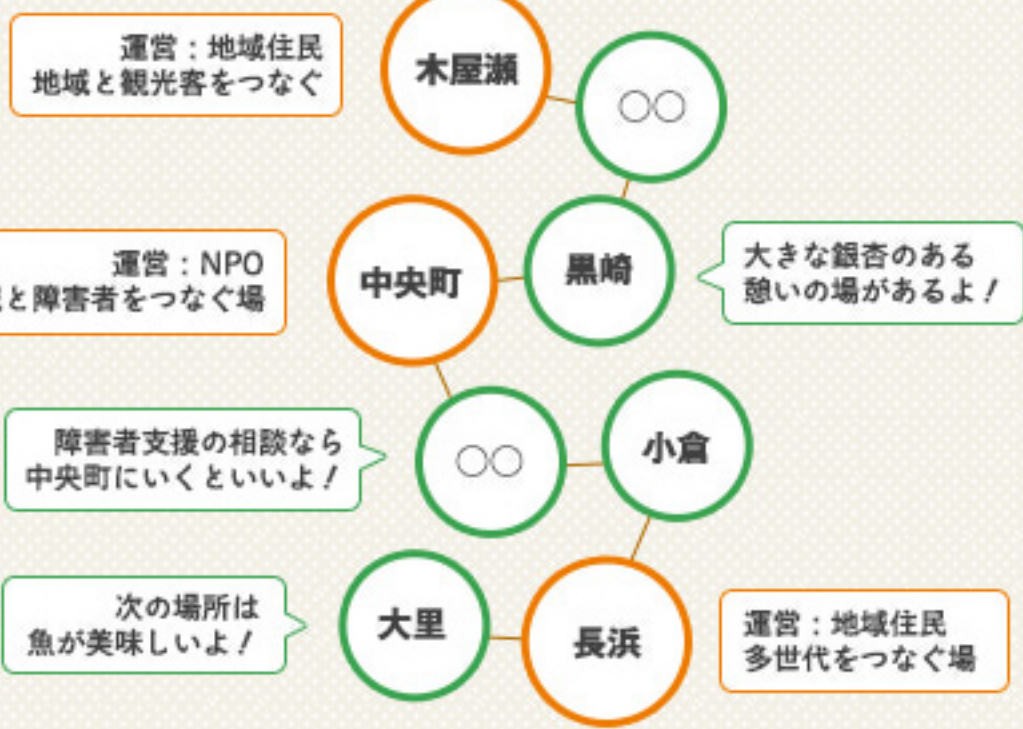 運営：地域住民
地域と観光客をつなぐ
木屋瀬
○○
運営：NPO
と障害者をつなぐ場
中央町
黒崎
大きな銀杏のある
憩いの場があるよ！
障害者支援の相談なら
中央町にいくといいよ！
○○
小倉
次の場所は
魚が美味しいよ！
大里
長浜
運営：地域住民
多世代をつなぐ場